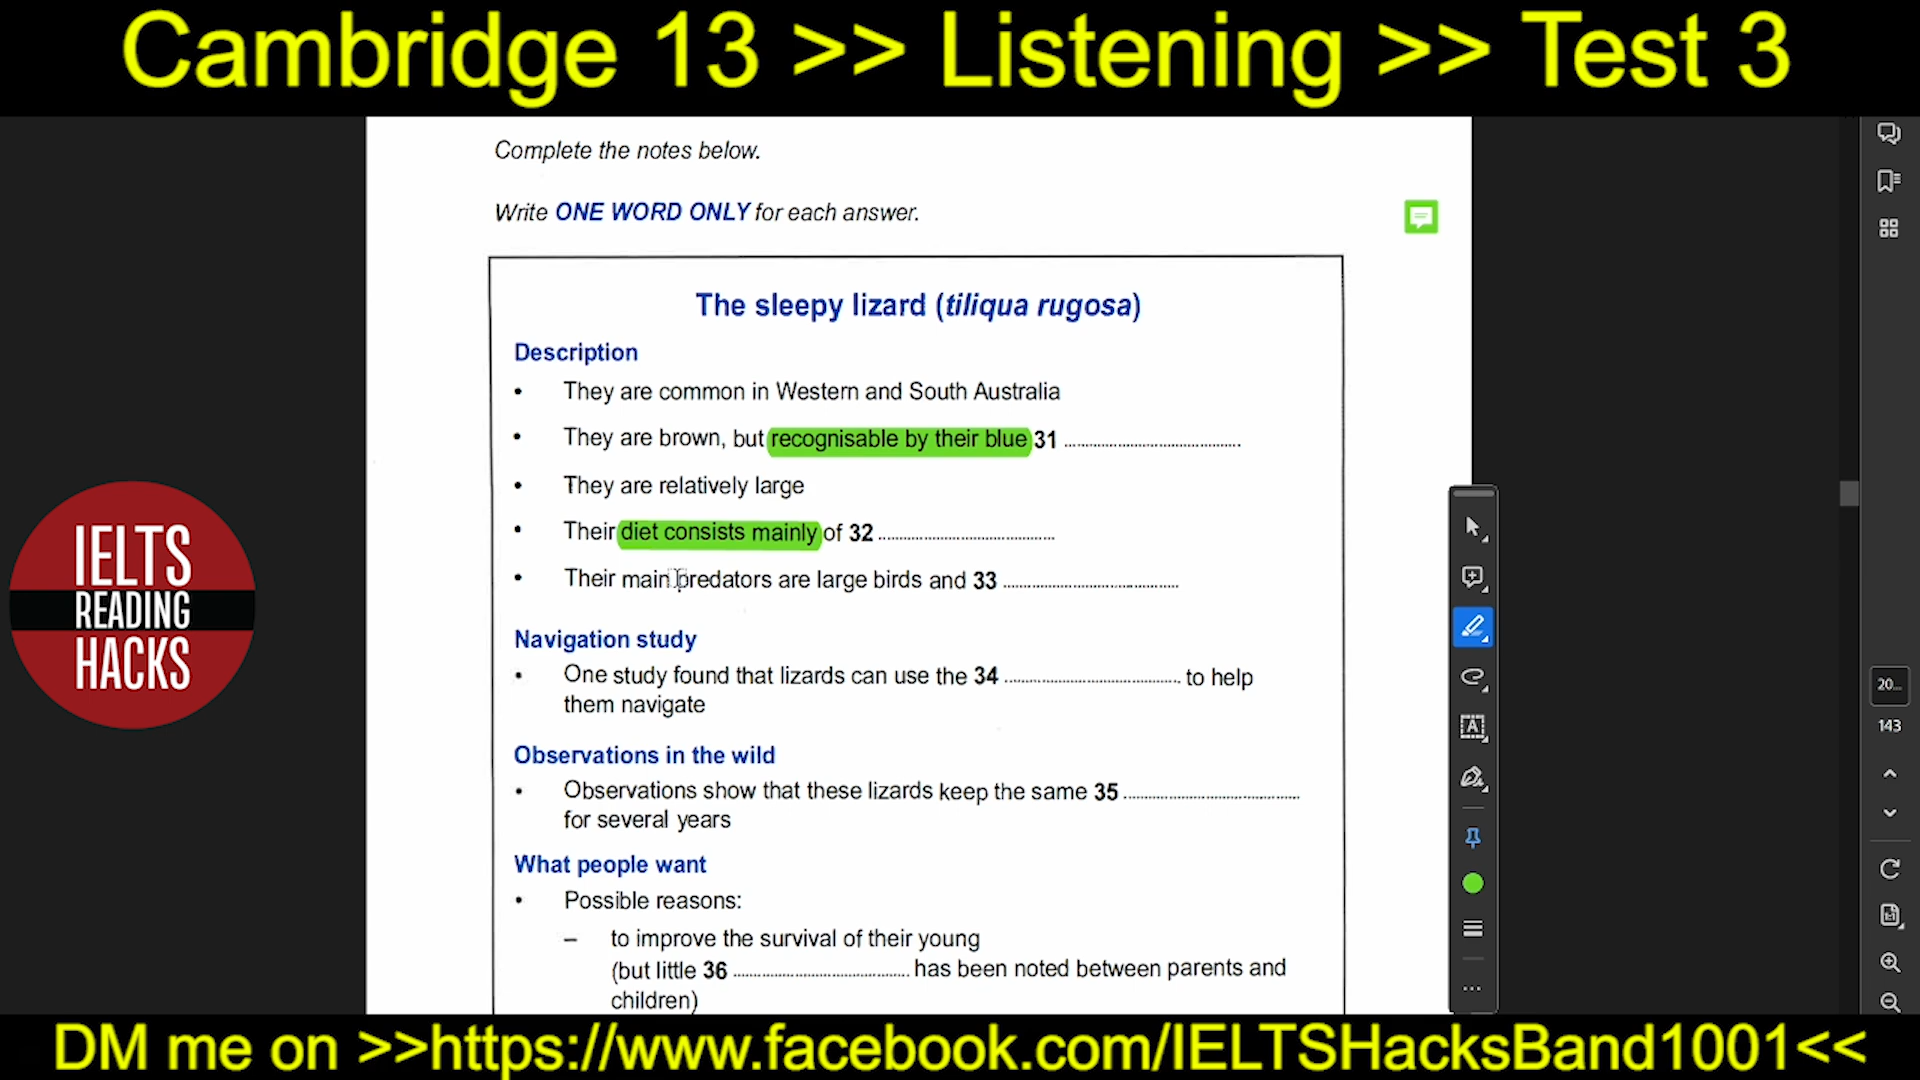 Cambridge 13 >> Listening >> Test 3
Complete the notes below.
Write ONE WORD ONLY for each answer.
The sleepy lizard (tiliqua rugosa)
Description
• They are common in Western and South Australia
• They are brown, but recognisable by their blue 31 ........................................
• They are relatively large
• Their diet consists mainly of 32 ........................................
• Their main predators are large birds and 33 ........................................
Navigation study
• One study found that lizards can use the 34 ........................................ to help
them navigate
Observations in the wild
• Observations show that these lizards keep the same 35 ........................................
for several years
What people want
• Possible reasons:
– to improve the survival of their young
(but little 36 ........................................ has been noted between parents and
children)
IELTS
READING
HACKS
20...
143
DM me on >>https://www.facebook.com/IELTSHacksBand1001<<